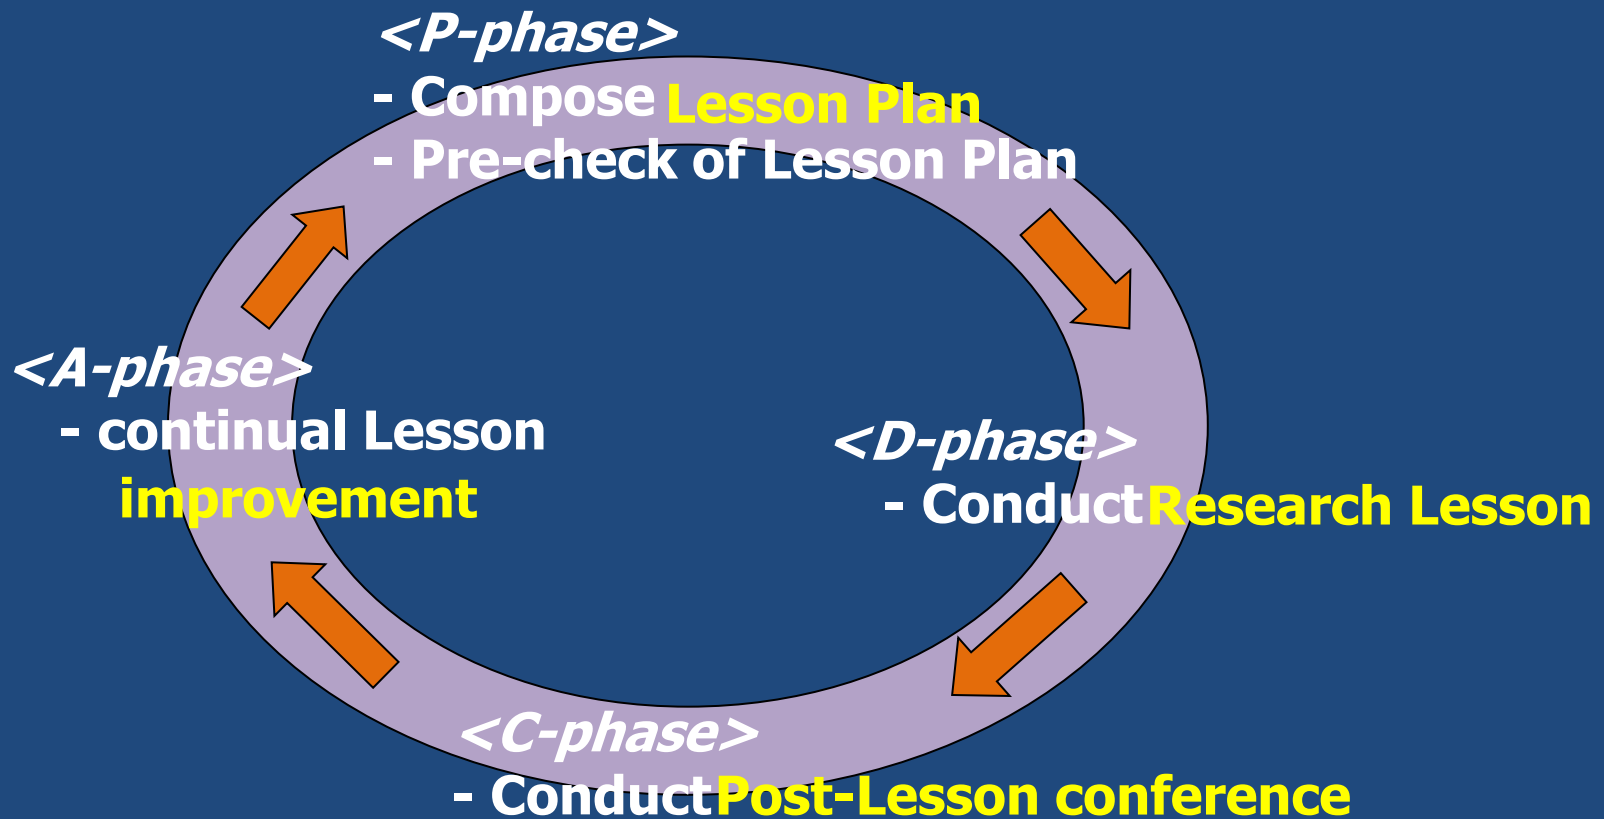 <P-phase>
- Compose Lesson Plan
- Pre-check of Lesson Plan
<A-phase>
- continual Lesson
improvement
<D-phase>
- Conduct Research Lesson
<C-phase>
- Conduct Post-Lesson conference